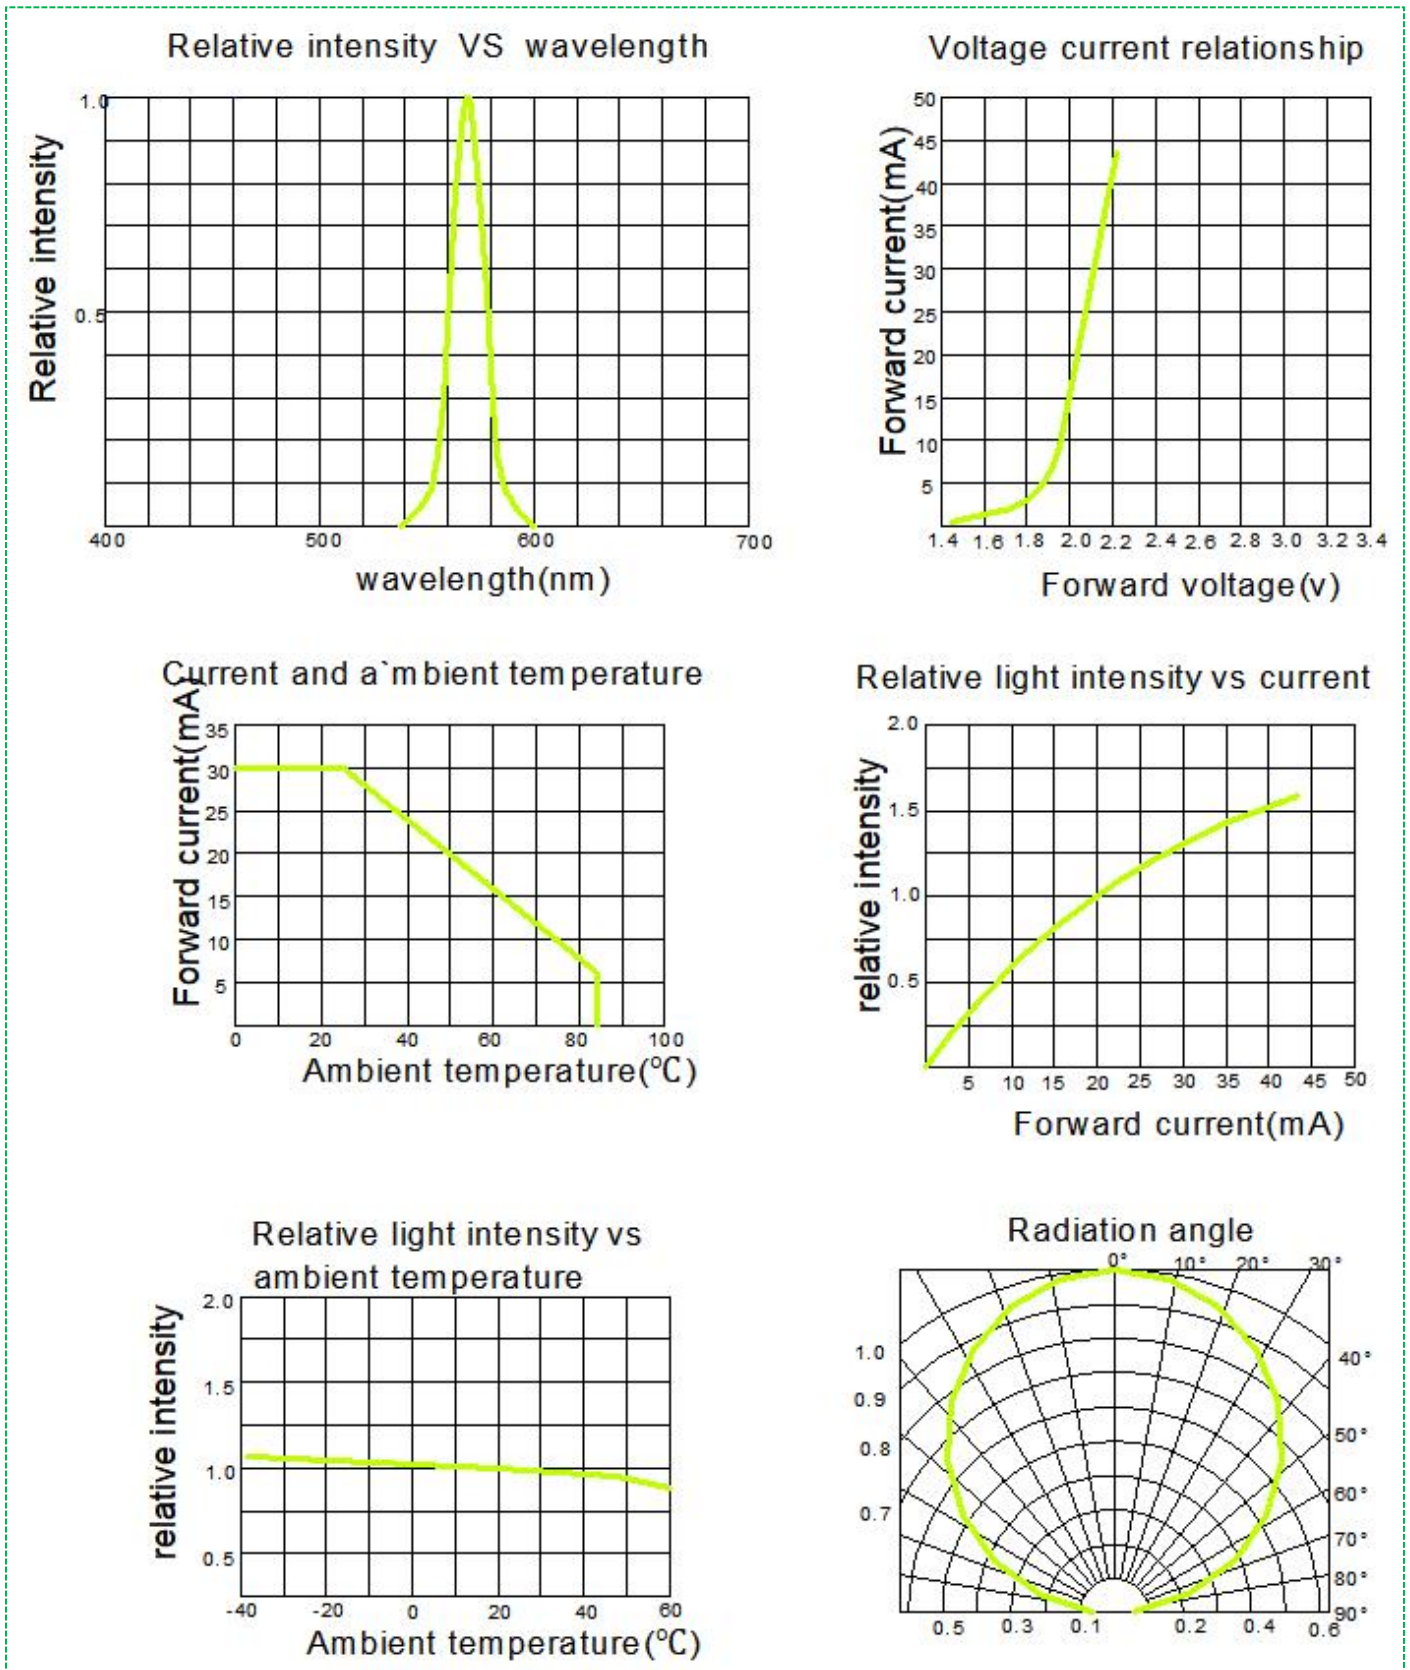 Relative intensity VS wavelength
1.0
0.5
Relative intensity
400 500 600 700
wavelength(nm)
Voltage current relationship
50
45
40
35
30
25
20
15
10
5
Forward current(mA)
1.4 1.6 1.8 2.0 2.2 2.4 2.6 2.8 3.0 3.2 3.4
Forward voltage(v)
Current and a`mbient temperature
35
30
25
20
15
10
5
Forward current(mA)
0 20 40 60 80 100
Ambient temperature(℃)
Relative light intensity vs current
2.0
1.5
1.0
0.5
relative intensity
5 10 15 20 25 30 35 40 45 50
Forward current(mA)
Relative light intensity vs
ambient temperature
2.0
1.5
1.0
0.5
relative intensity
-40 -20 0 20 40 60
Ambient temperature(℃)
Radiation angle
0° 10° 20° 30°
1.0 40°
0.9
0.8 50°
60°
0.7
70°
80°
90°
0.5 0.3 0.1 0.2 0.4 0.6